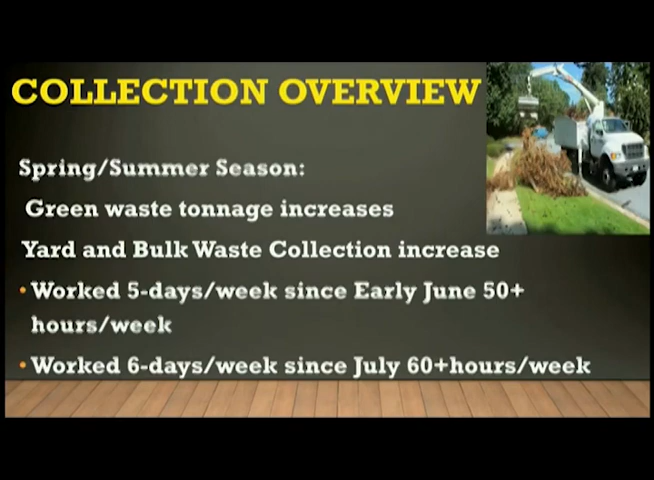 COLLECTION OVERVIEW
Spring/Summer Season:
Green waste tonnage increases
Yard and Bulk Waste Collection increase
• Worked 5-days/week since Early June 50+
hours/week
• Worked 6-days/week since July 60+hours/week